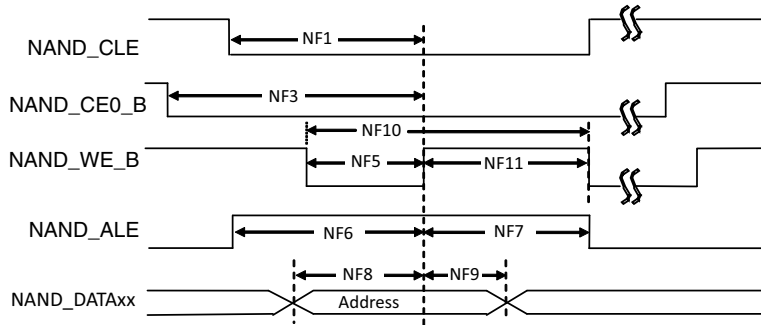 NF1
NAND_CLE
NF3
NAND_CE0_B
NF10
NAND_WE_B
NF5
NF11
NAND_ALE
NF6
NF7
NF8
NF9
NAND_DATAxx
Address